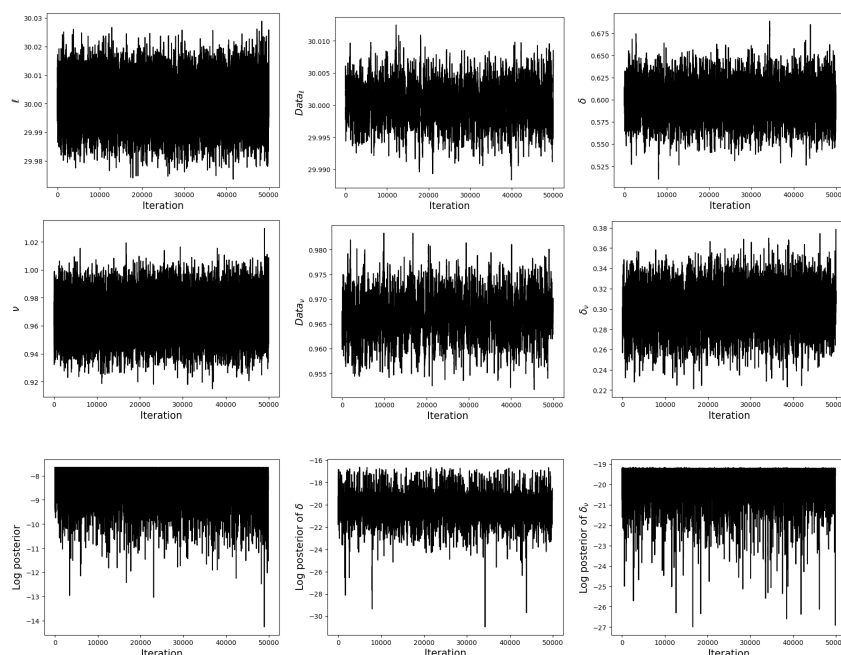 30.03
30.02
30.01
30.00
29.99
29.98
ℓ
0 10000 20000 30000 40000 50000
Iteration
30.010
30.005
30.000
29.995
29.990
Dataℓ
0 10000 20000 30000 40000 50000
Iteration
0.675
0.650
0.625
0.600
0.575
0.550
0.525
δ
0 10000 20000 30000 40000 50000
Iteration
1.02
1.00
0.98
0.96
0.94
0.92
ν
0 10000 20000 30000 40000 50000
Iteration
0.980
0.975
0.970
0.965
0.960
0.955
Dataν
0 10000 20000 30000 40000 50000
Iteration
0.38
0.36
0.34
0.32
0.30
0.28
0.26
0.24
0.22
δν
0 10000 20000 30000 40000 50000
Iteration
−8
−9
−10
−11
−12
−13
−14
Log posterior
0 10000 20000 30000 40000 50000
Iteration
−16
−18
−20
−22
−24
−26
−28
−30
Log posterior of δ
0 10000 20000 30000 40000 50000
Iteration
−19
−20
−21
−22
−23
−24
−25
−26
−27
Log posterior of δν
0 10000 20000 30000 40000 50000
Iteration